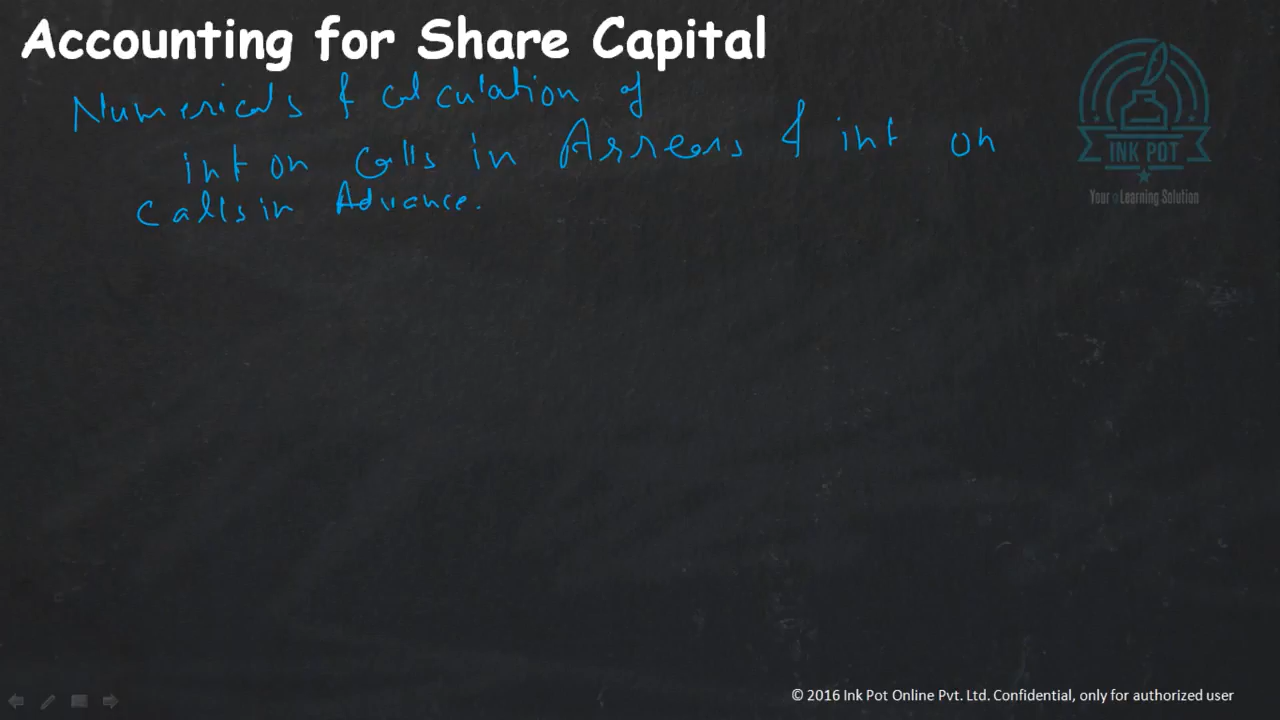 Accounting for Share Capital
Numericals & calculation of
int on Calls in Arrears & int on
Calls in Advance.
INK POT
Your Learning Solution
© 2016 Ink Pot Online Pvt. Ltd. Confidential, only for authorized user